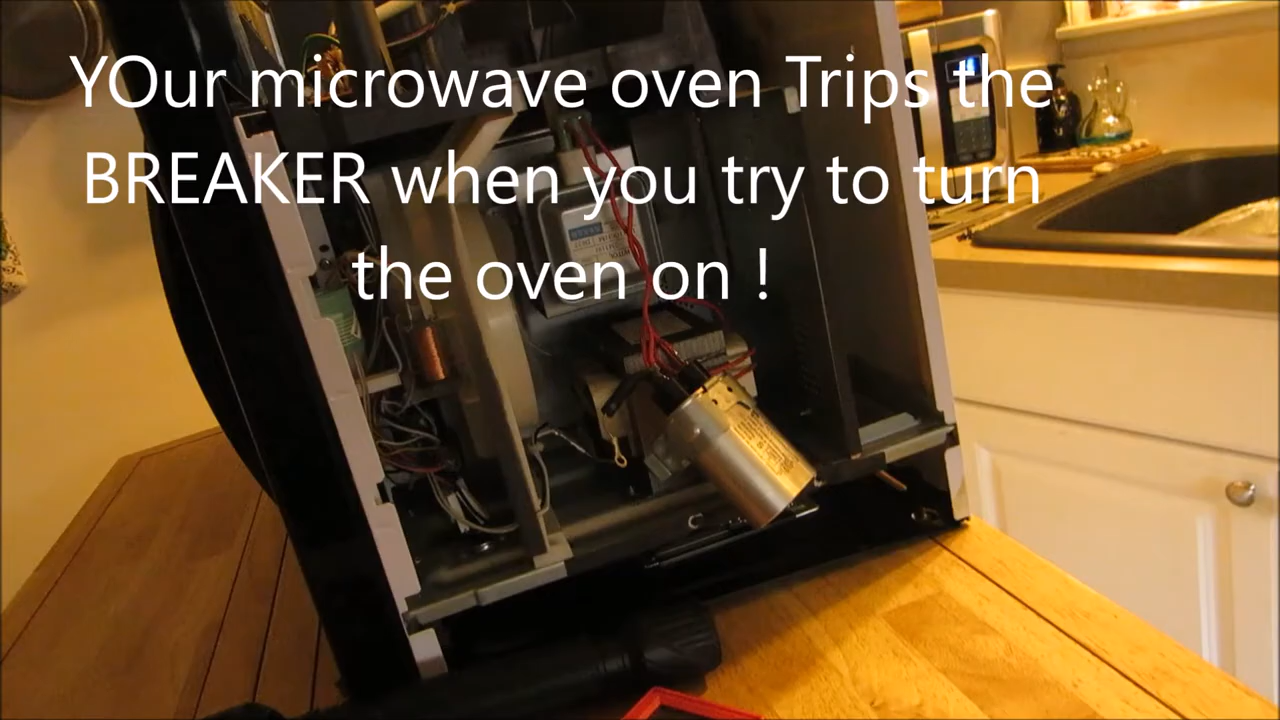 YOur microwave oven Trips the
BREAKER when you try to turn
the oven on !